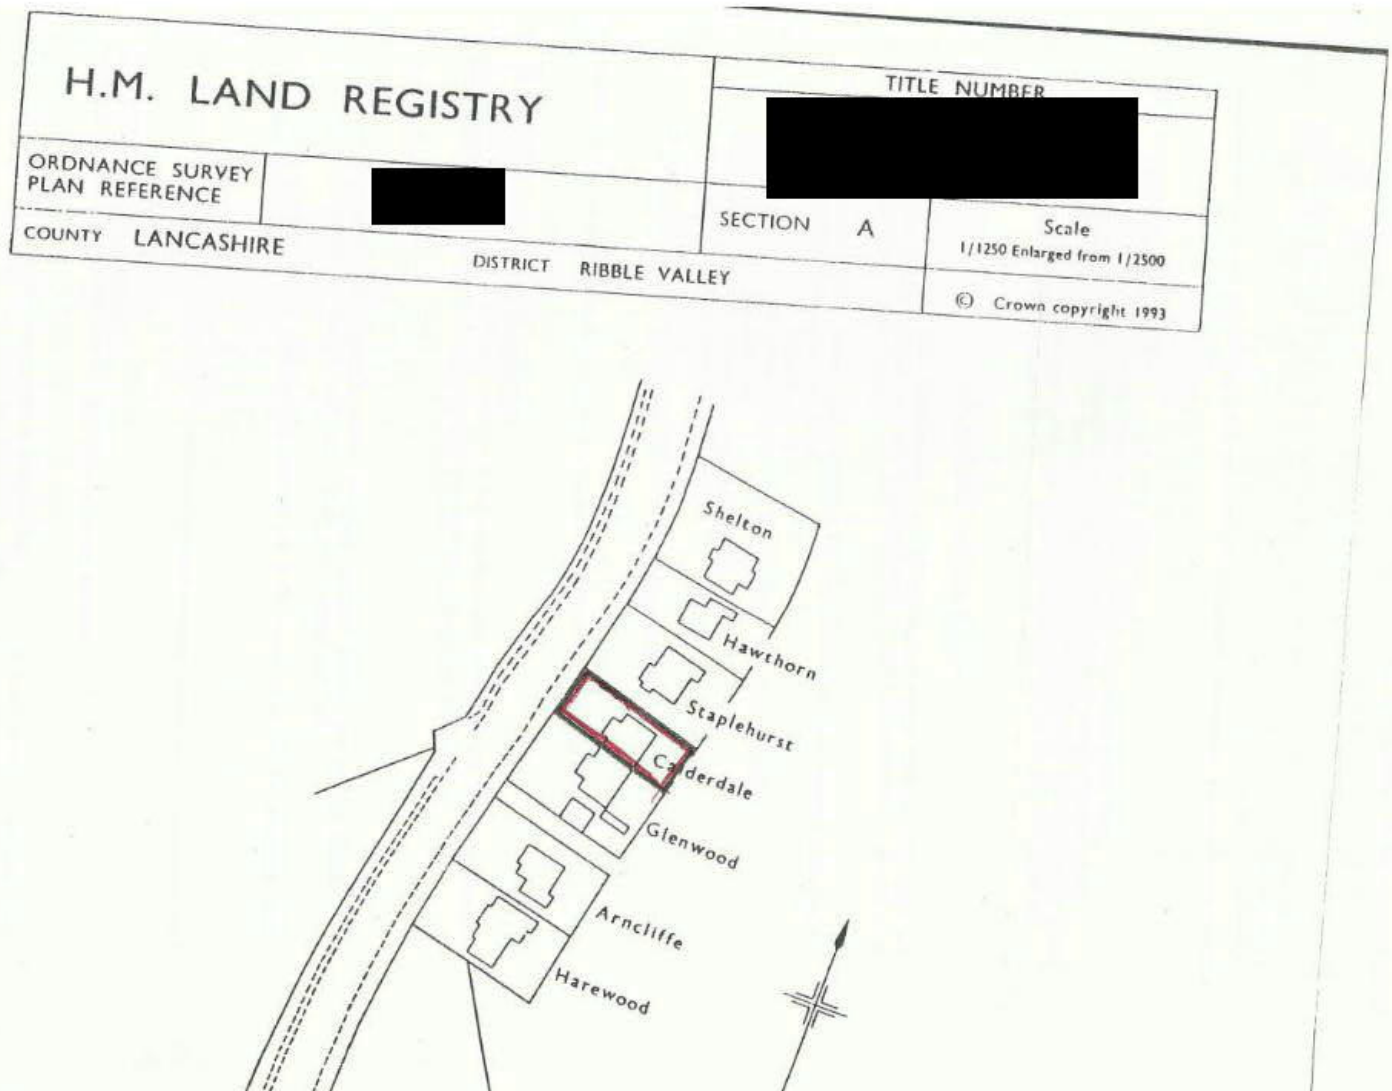 H.M. LAND REGISTRY
TITLE NUMBER
ORDNANCE SURVEY
PLAN REFERENCE
SECTION A
Scale
1/1250 Enlarged from 1/2500
COUNTY LANCASHIRE
DISTRICT RIBBLE VALLEY
© Crown copyright 1993
Shelton
Hawthorn
Staplehurst
Calderdale
Glenwood
Arncliffe
Harewood